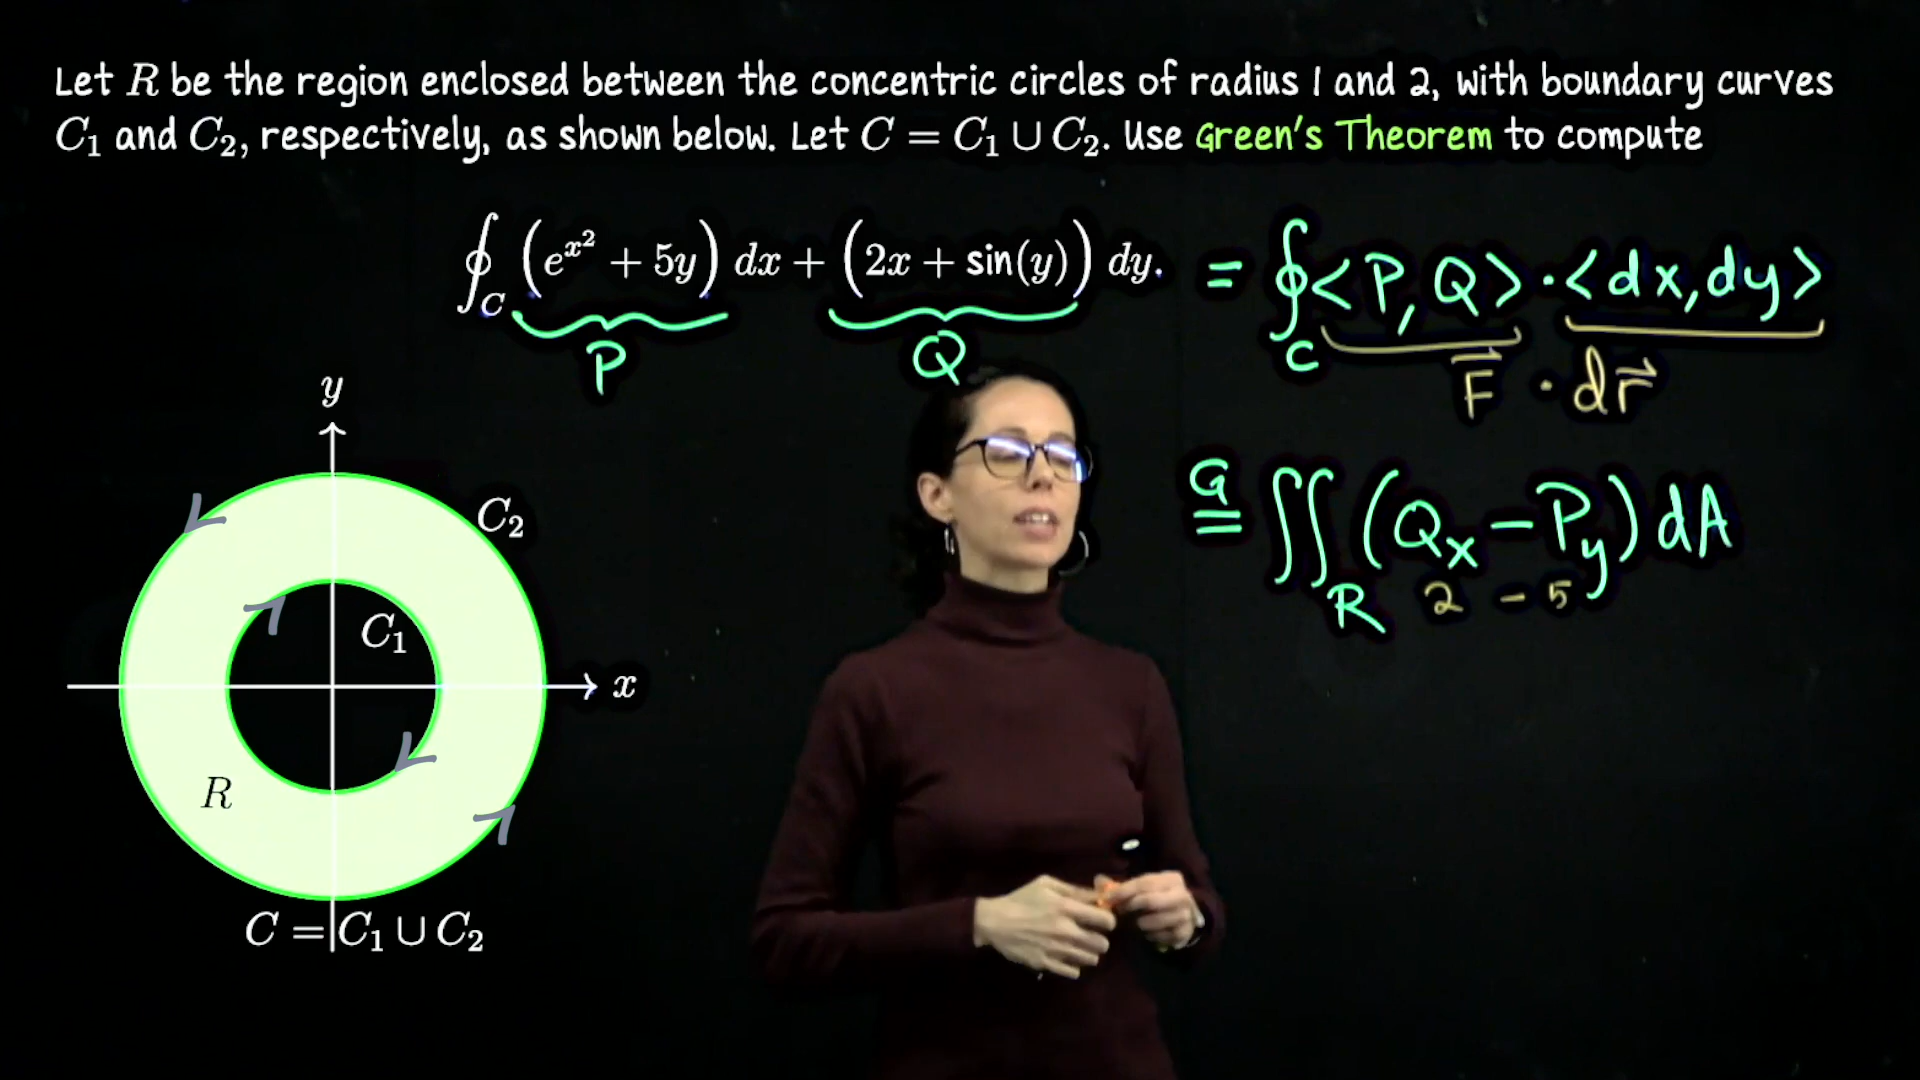 Let R be the region enclosed between the concentric circles of radius 1 and 2, with boundary curves
C₁ and C₂, respectively, as shown below. Let C = C₁ ∪ C₂. Use Green's Theorem to compute
∮_C (e^{x²} + 5y) dx + (2x + sin(y)) dy. = ∮_C <P, Q> · <dx, dy>
P Q F⃗ · dr⃗
G= ∬_R (Qₓ - P_y) dA
2 - 5
y
C₂
C₁
x
R
C = C₁ ∪ C₂